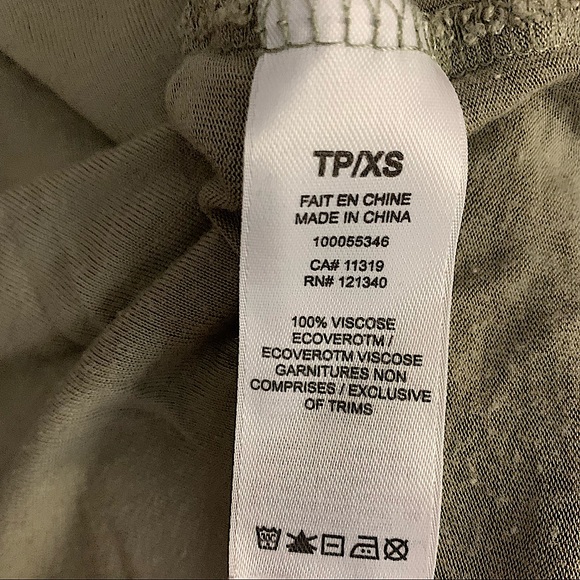 TP/XS
FAIT EN CHINE
MADE IN CHINA
100055346
CA# 11319
RN# 121340
100% VISCOSE
ECOVEROTM /
ECOVEROTM VISCOSE
GARNITURES NON
COMPRISES / EXCLUSIVE
OF TRIMS